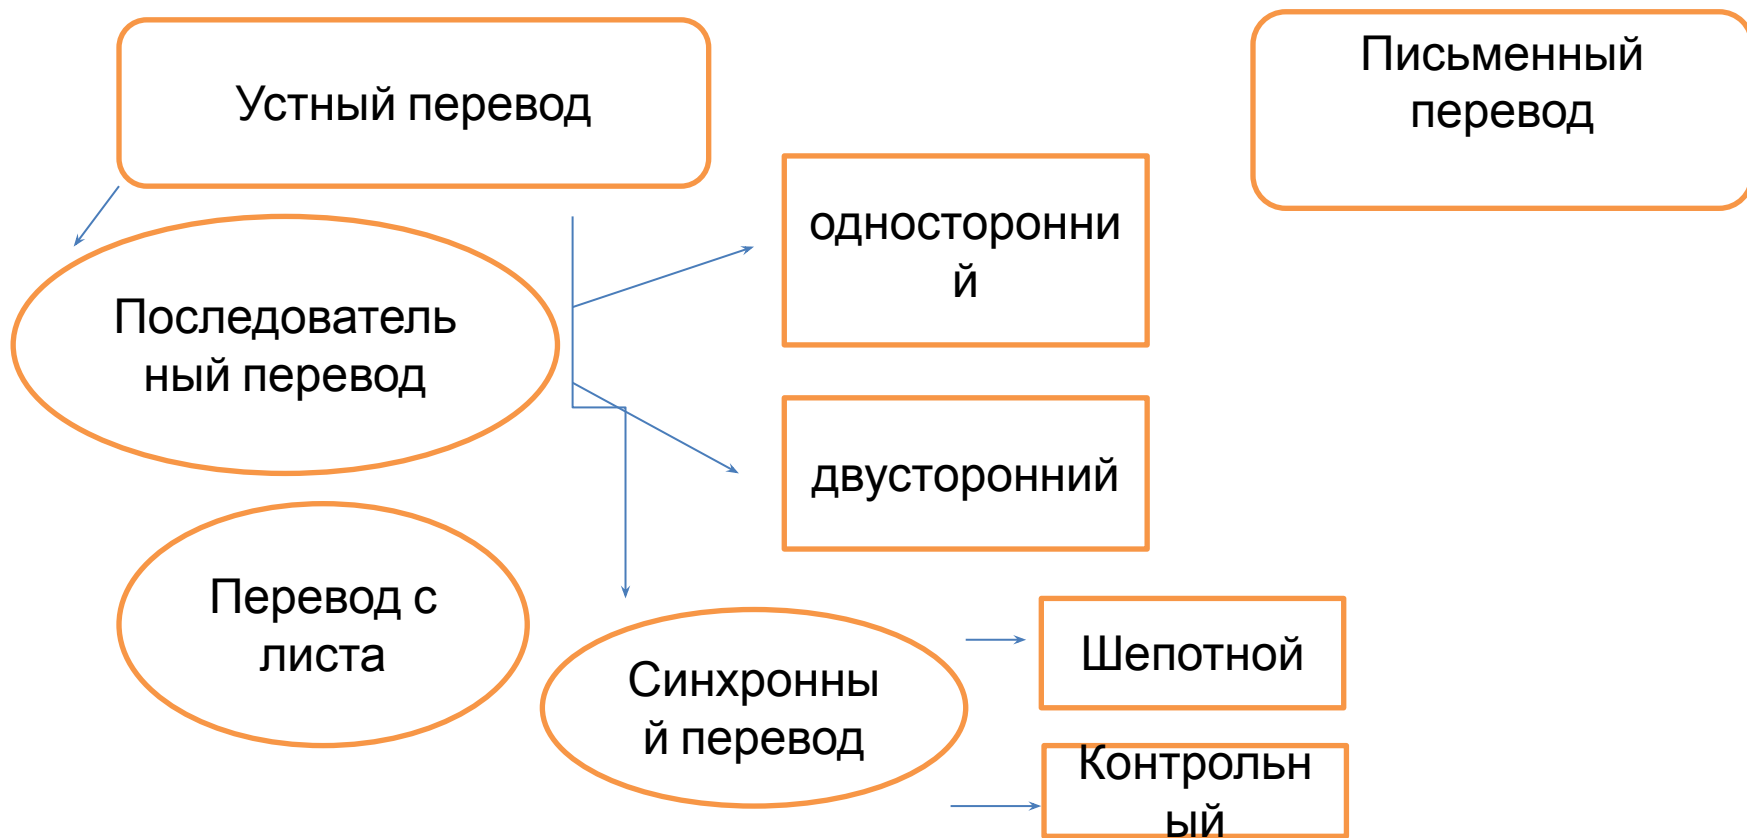 Устный перевод
Письменный
перевод
односторонни
й
Последователь
ный перевод
двусторонний
Перевод с
листа
Синхронны
й перевод
Шепотной
Контрольн
ый